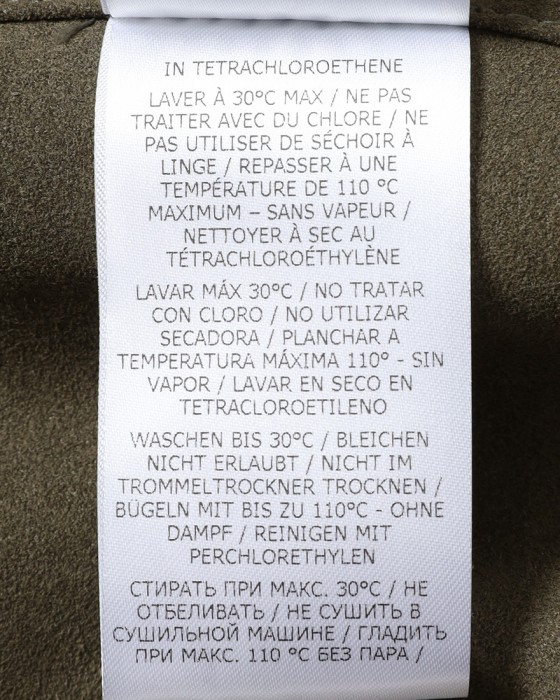 IN TETRACHLOROETHENE
LAVER À 30°C MAX / NE PAS
TRAITER AVEC DU CHLORE / NE
PAS UTILISER DE SÉCHOIR À
LINGE / REPASSER À UNE
TEMPÉRATURE DE 110 °C
MAXIMUM – SANS VAPEUR /
NETTOYER À SEC AU
TÉTRACHLOROÉTHYLÈNE
LAVAR MÁX 30°C / NO TRATAR
CON CLORO / NO UTILIZAR
SECADORA / PLANCHAR A
TEMPERATURA MÁXIMA 110° - SIN
VAPOR / LAVAR EN SECO EN
TETRACLOROETILENO
WASCHEN BIS 30°C / BLEICHEN
NICHT ERLAUBT / NICHT IM
TROMMELTROCKNER TROCKNEN /
BÜGELN MIT BIS ZU 110°C - OHNE
DAMPF / REINIGEN MIT
PERCHLORETHYLEN
СТИРАТЬ ПРИ МАКС. 30°C / НЕ
ОТБЕЛИВАТЬ / НЕ СУШИТЬ В
СУШИЛЬНОЙ МАШИНЕ / ГЛАДИТЬ
ПРИ МАКС. 110 °C БЕЗ ПАРА /